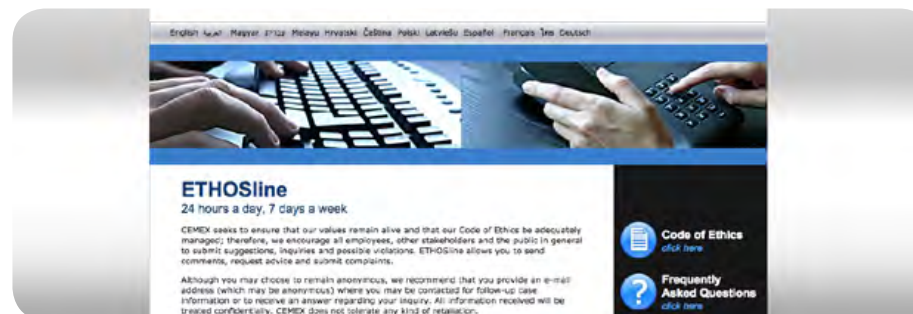 English العربية Magyar עברית Melayu Hrvatski Čeština Polski Latviešu Español Français ไทย Deutsch
ETHOSline
24 hours a day, 7 days a week
CEMEX seeks to ensure that our values remain alive and that our Code of Ethics be adequately
managed; therefore, we encourage all employees, other stakeholders and the public in general
to submit suggestions, inquiries and possible violations. ETHOSline allows you to send
comments, request advice and submit complaints.
Although you may choose to remain anonymous, we recommend that you provide an e-mail
address (which may be anonymous) where you may be contacted for follow-up case
information or to receive an answer regarding your inquiry. All information received will be
treated confidentially. CEMEX does not tolerate any kind of retaliation.
Code of Ethics
click here
Frequently
Asked Questions
click here